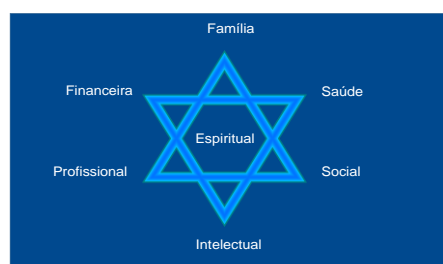 Família
Financeira
Saúde
Espiritual
Profissional
Social
Intelectual